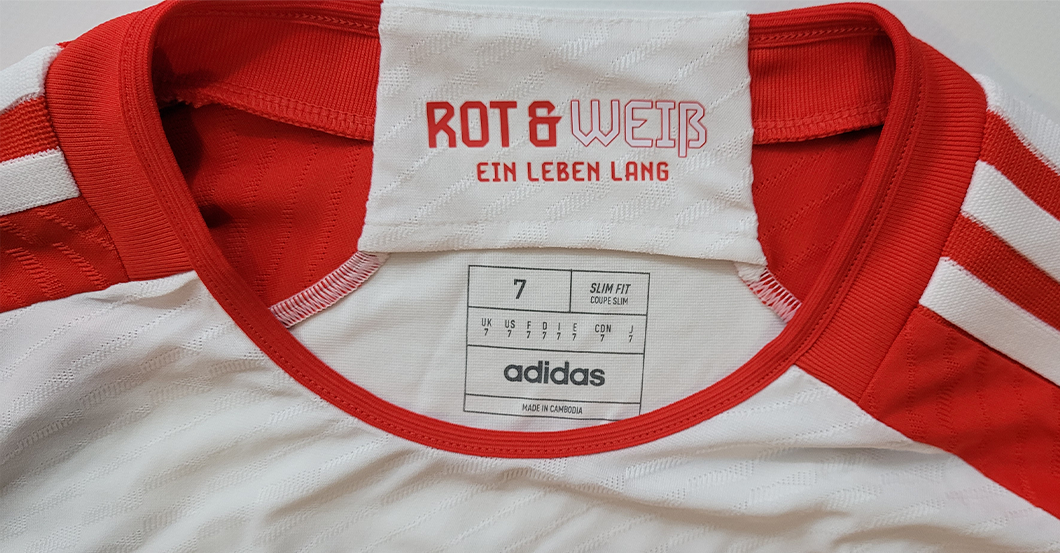 ROT & WEIß
EIN LEBEN LANG
7
SLIM FIT
COUPE SLIM
UK US F D I E CDN J
7 7 7 7 7 7 7 7
adidas
MADE IN CAMBODIA